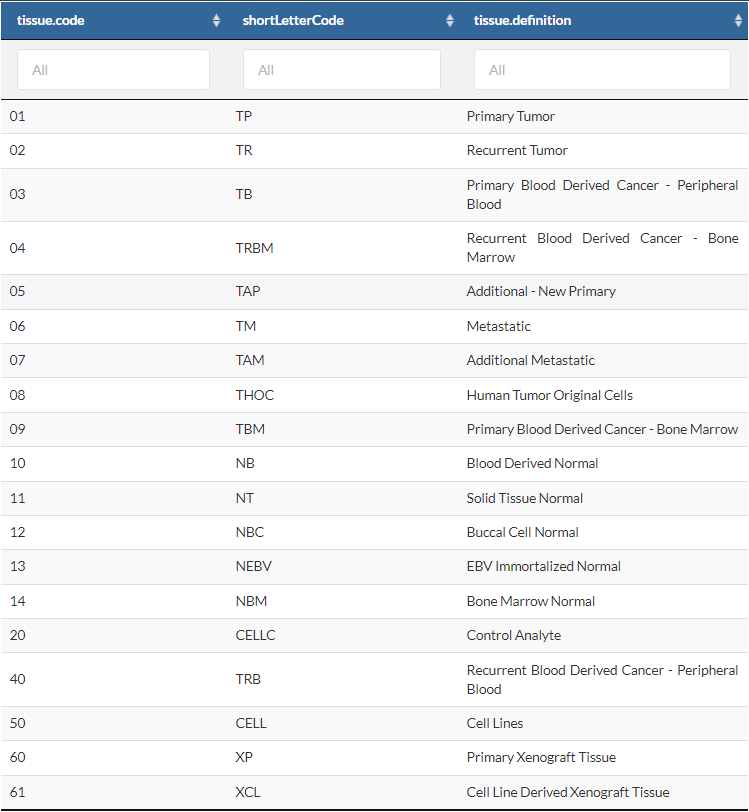 tissue.code shortLetterCode tissue.definition
All All All
01 TP Primary Tumor
02 TR Recurrent Tumor
03 TB Primary Blood Derived Cancer - Peripheral
Blood
04 TRBM Recurrent Blood Derived Cancer - Bone
Marrow
05 TAP Additional - New Primary
06 TM Metastatic
07 TAM Additional Metastatic
08 THOC Human Tumor Original Cells
09 TBM Primary Blood Derived Cancer - Bone Marrow
10 NB Blood Derived Normal
11 NT Solid Tissue Normal
12 NBC Buccal Cell Normal
13 NEBV EBV Immortalized Normal
14 NBM Bone Marrow Normal
20 CELLC Control Analyte
40 TRB Recurrent Blood Derived Cancer - Peripheral
Blood
50 CELL Cell Lines
60 XP Primary Xenograft Tissue
61 XCL Cell Line Derived Xenograft Tissue